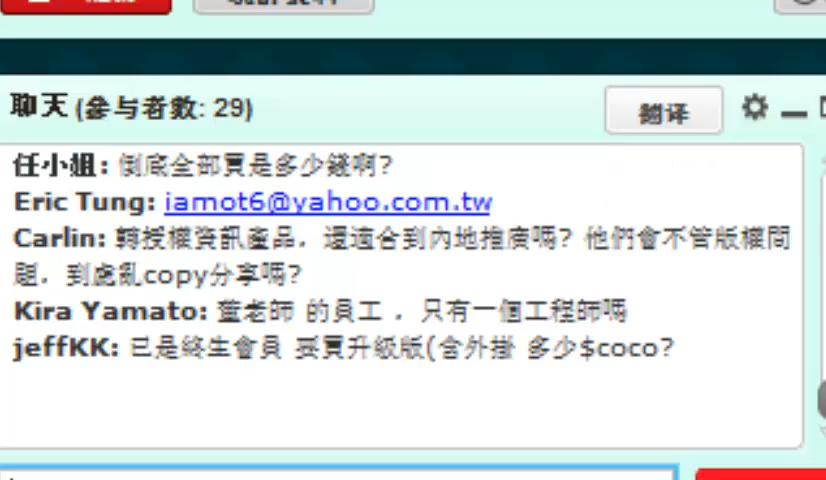 聊天 (參与者數: 29)
翻译
任小姐: 倒底全部買是多少錢啊?
Eric Tung: iamot6@yahoo.com.tw
Carlin: 轉授權資訊產品，還適合到內地推廣嗎? 他們會不管版權問
題，到處亂copy分享嗎?
Kira Yamato: 董老師 的員工 ，只有一個工程師嗎
jeffKK: 已是終生會員 要買升級版(含外掛 多少$coco?